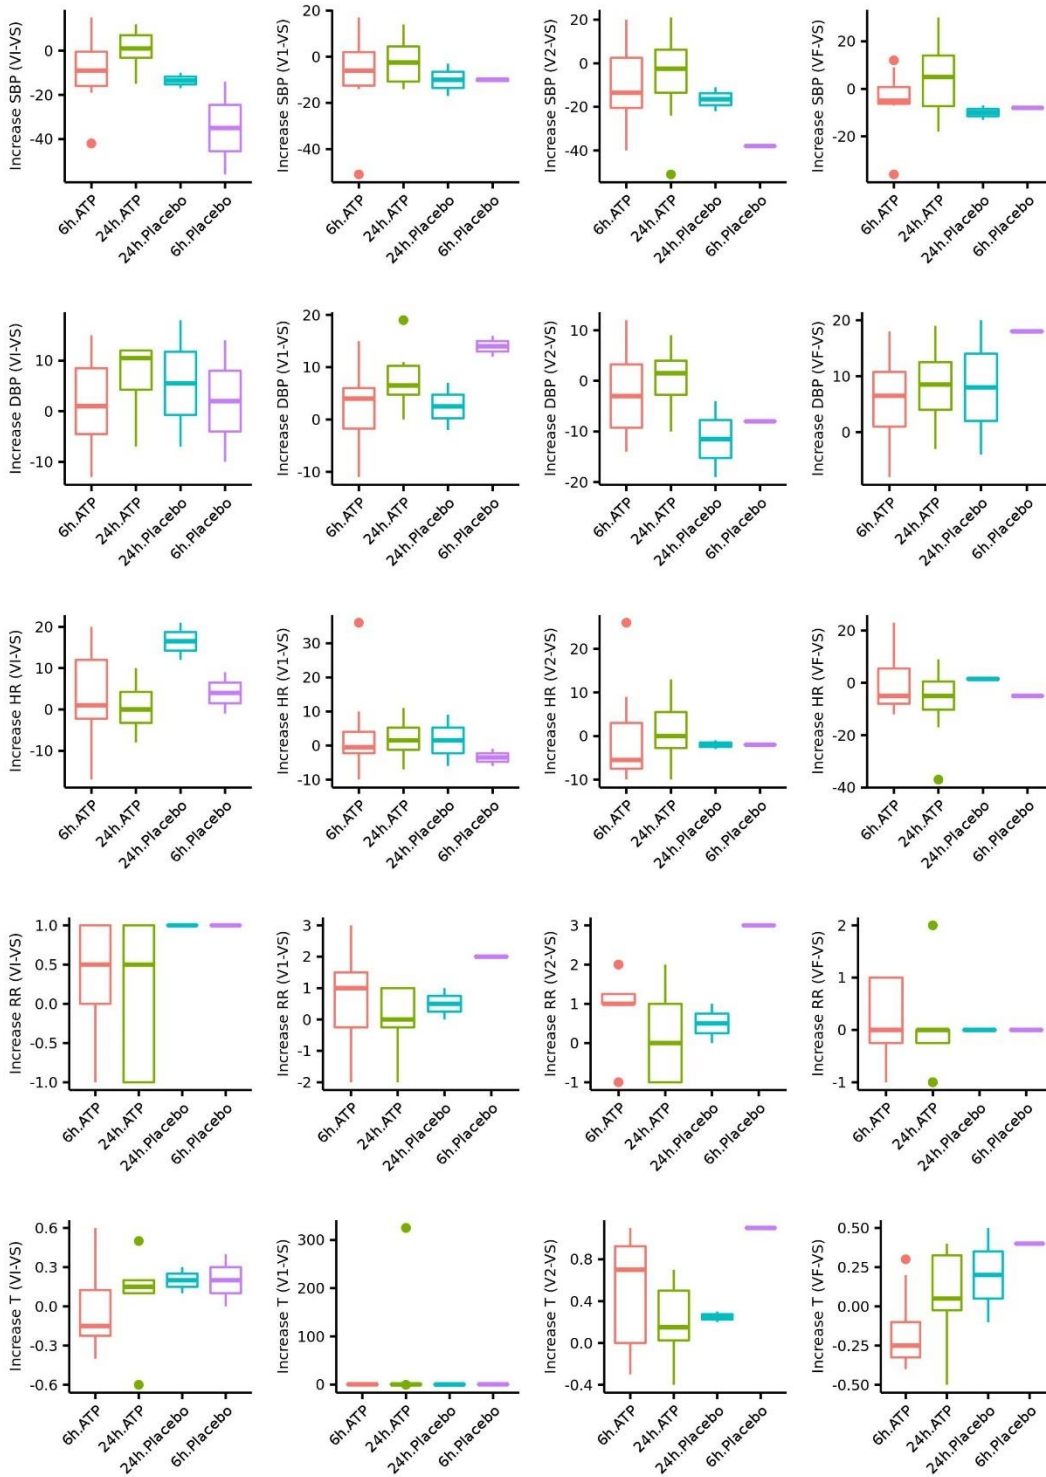 Increase SBP (VI-VS)
0
-20
-40
6h.ATP
24h.ATP
24h.Placebo
6h.Placebo
Increase SBP (V1-VS)
20
0
-20
-40
6h.ATP
24h.ATP
24h.Placebo
6h.Placebo
Increase SBP (V2-VS)
20
0
-20
-40
6h.ATP
24h.ATP
24h.Placebo
6h.Placebo
Increase SBP (VF-VS)
20
0
-20
6h.ATP
24h.ATP
24h.Placebo
6h.Placebo
Increase DBP (VI-VS)
10
0
-10
6h.ATP
24h.ATP
24h.Placebo
6h.Placebo
Increase DBP (V1-VS)
20
10
0
-10
6h.ATP
24h.ATP
24h.Placebo
6h.Placebo
Increase DBP (V2-VS)
10
0
-10
-20
6h.ATP
24h.ATP
24h.Placebo
6h.Placebo
Increase DBP (VF-VS)
20
10
0
6h.ATP
24h.ATP
24h.Placebo
6h.Placebo
Increase HR (VI-VS)
20
10
0
-10
6h.ATP
24h.ATP
24h.Placebo
6h.Placebo
Increase HR (V1-VS)
30
20
10
0
-10
6h.ATP
24h.ATP
24h.Placebo
6h.Placebo
Increase HR (V2-VS)
20
10
0
-10
6h.ATP
24h.ATP
24h.Placebo
6h.Placebo
Increase HR (VF-VS)
20
0
-20
-40
6h.ATP
24h.ATP
24h.Placebo
6h.Placebo
Increase RR (VI-VS)
1.0
0.5
0.0
-0.5
-1.0
6h.ATP
24h.ATP
24h.Placebo
6h.Placebo
Increase RR (V1-VS)
3
2
1
0
-1
-2
6h.ATP
24h.ATP
24h.Placebo
6h.Placebo
Increase RR (V2-VS)
3
2
1
0
-1
6h.ATP
24h.ATP
24h.Placebo
6h.Placebo
Increase RR (VF-VS)
2
1
0
-1
6h.ATP
24h.ATP
24h.Placebo
6h.Placebo
Increase T (VI-VS)
0.6
0.3
0.0
-0.3
-0.6
6h.ATP
24h.ATP
24h.Placebo
6h.Placebo
Increase T (V1-VS)
300
200
100
0
6h.ATP
24h.ATP
24h.Placebo
6h.Placebo
Increase T (V2-VS)
0.8
0.4
0.0
-0.4
6h.ATP
24h.ATP
24h.Placebo
6h.Placebo
Increase T (VF-VS)
0.50
0.25
0.00
-0.25
-0.50
6h.ATP
24h.ATP
24h.Placebo
6h.Placebo